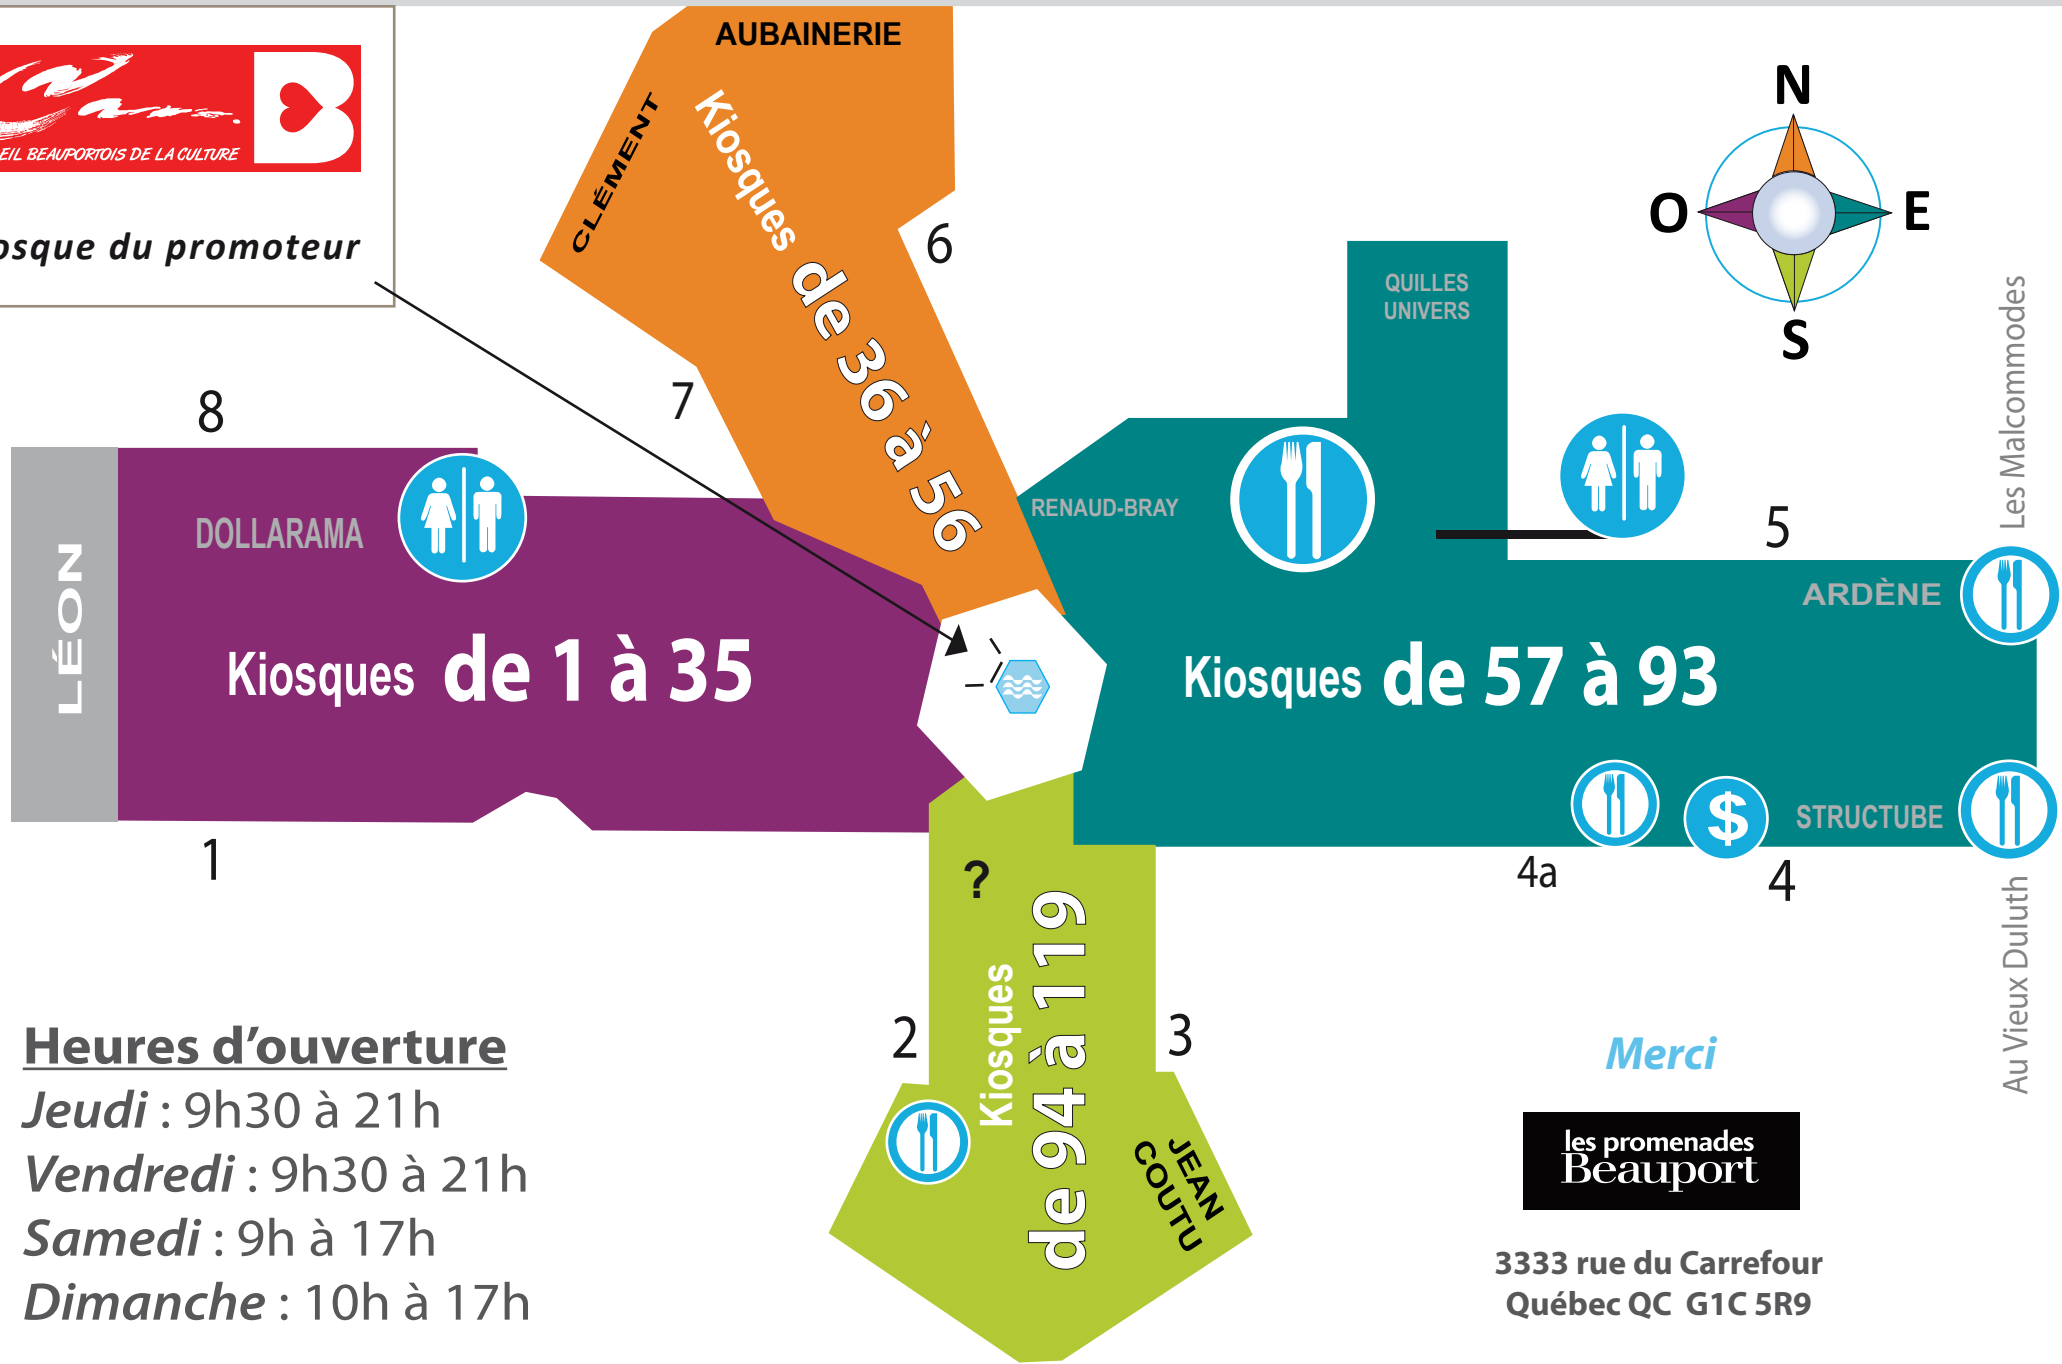 BEAUPORTOIS DE LA CULTURE
B
du promoteur
AUBAINERIE
CLÉMENT
Kiosques de 36 à 56
6
7
N
O
E
S
QUILLES
UNIVERS
Les Malcommodes
8
LÉON
DOLLARAMA
Kiosques de 1 à 35
1
RENAUD-BRAY
5
ARDÈNE
Kiosques de 57 à 93
$
STRUCTUBE
4a
4
Au Vieux Duluth
?
Kiosques
de 94 à 119
2
3
JEAN
COUTU
Heures d’ouverture
Jeudi : 9h30 à 21h
Vendredi : 9h30 à 21h
Samedi : 9h à 17h
Dimanche : 10h à 17h
Merci
les promenades
Beauport
3333 rue du Carrefour
Québec QC G1C 5R9